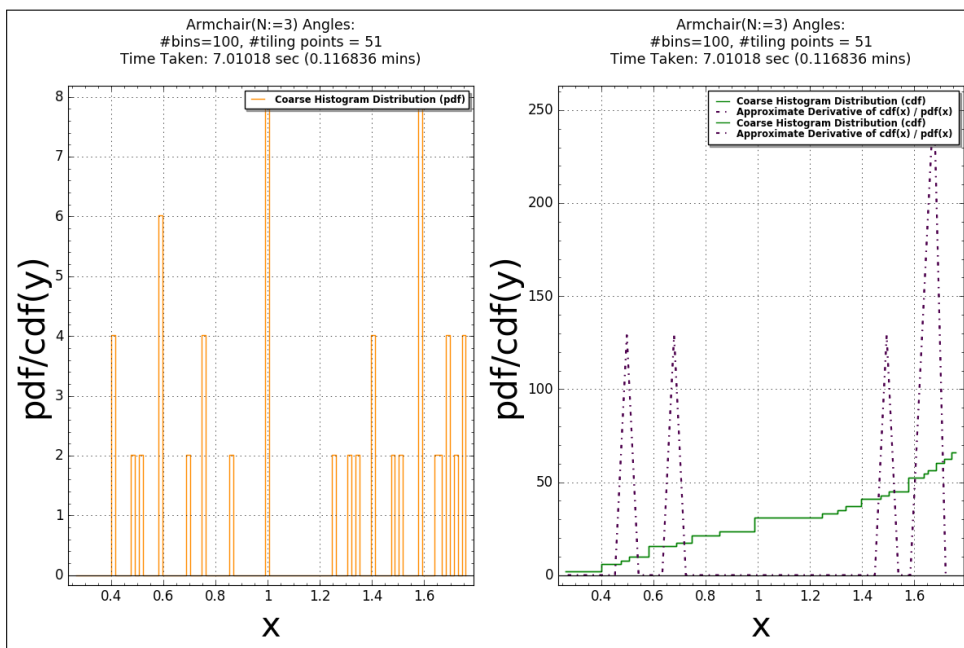 Armchair(N:=3) Angles:
#bins=100, #tiling points = 51
Time Taken: 7.01018 sec (0.116836 mins)
8
7
6
5
4
3
2
1
0
pdf/cdf(y)
Coarse Histogram Distribution (pdf)
0.4 0.6 0.8 1 1.2 1.4 1.6
x
Armchair(N:=3) Angles:
#bins=100, #tiling points = 51
Time Taken: 7.01018 sec (0.116836 mins)
250
200
150
100
50
0
pdf/cdf(y)
Coarse Histogram Distribution (cdf)
Approximate Derivative of cdf(x) / pdf(x)
Coarse Histogram Distribution (cdf)
Approximate Derivative of cdf(x) / pdf(x)
0.4 0.6 0.8 1 1.2 1.4 1.6
x